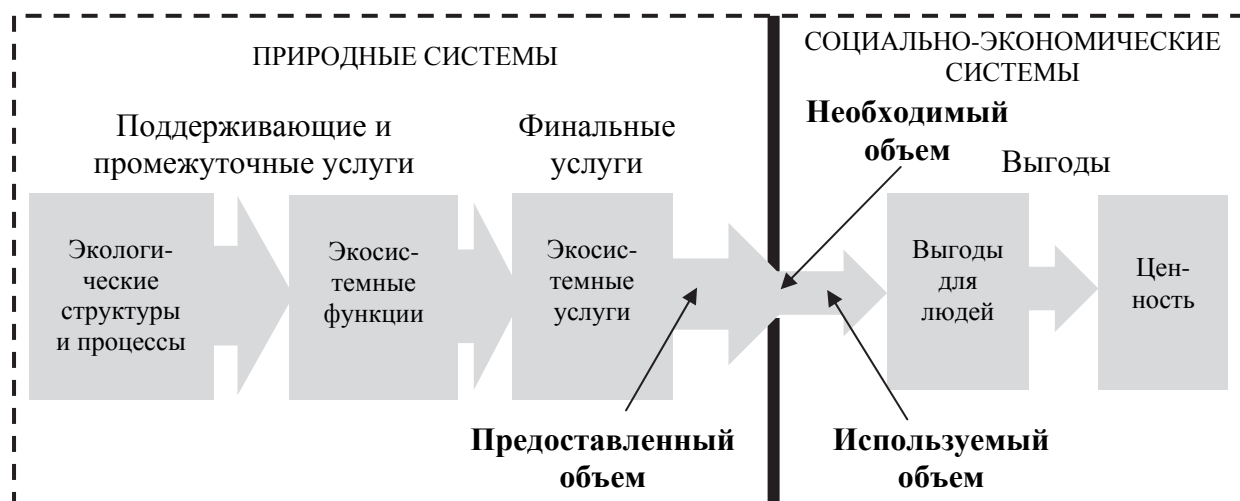 ПРИРОДНЫЕ СИСТЕМЫ
СОЦИАЛЬНО-ЭКОНОМИЧЕСКИЕ
СИСТЕМЫ
Поддерживающие и
промежуточные услуги
Финальные
услуги
Необходимый
объем
Выгоды
Экологи-
ческие
структуры
и процессы
Экосис-
темные
функции
Экосис-
темные
услуги
Выгоды
для
людей
Цен-
ность
Предоставленный
объем
Используемый
объем